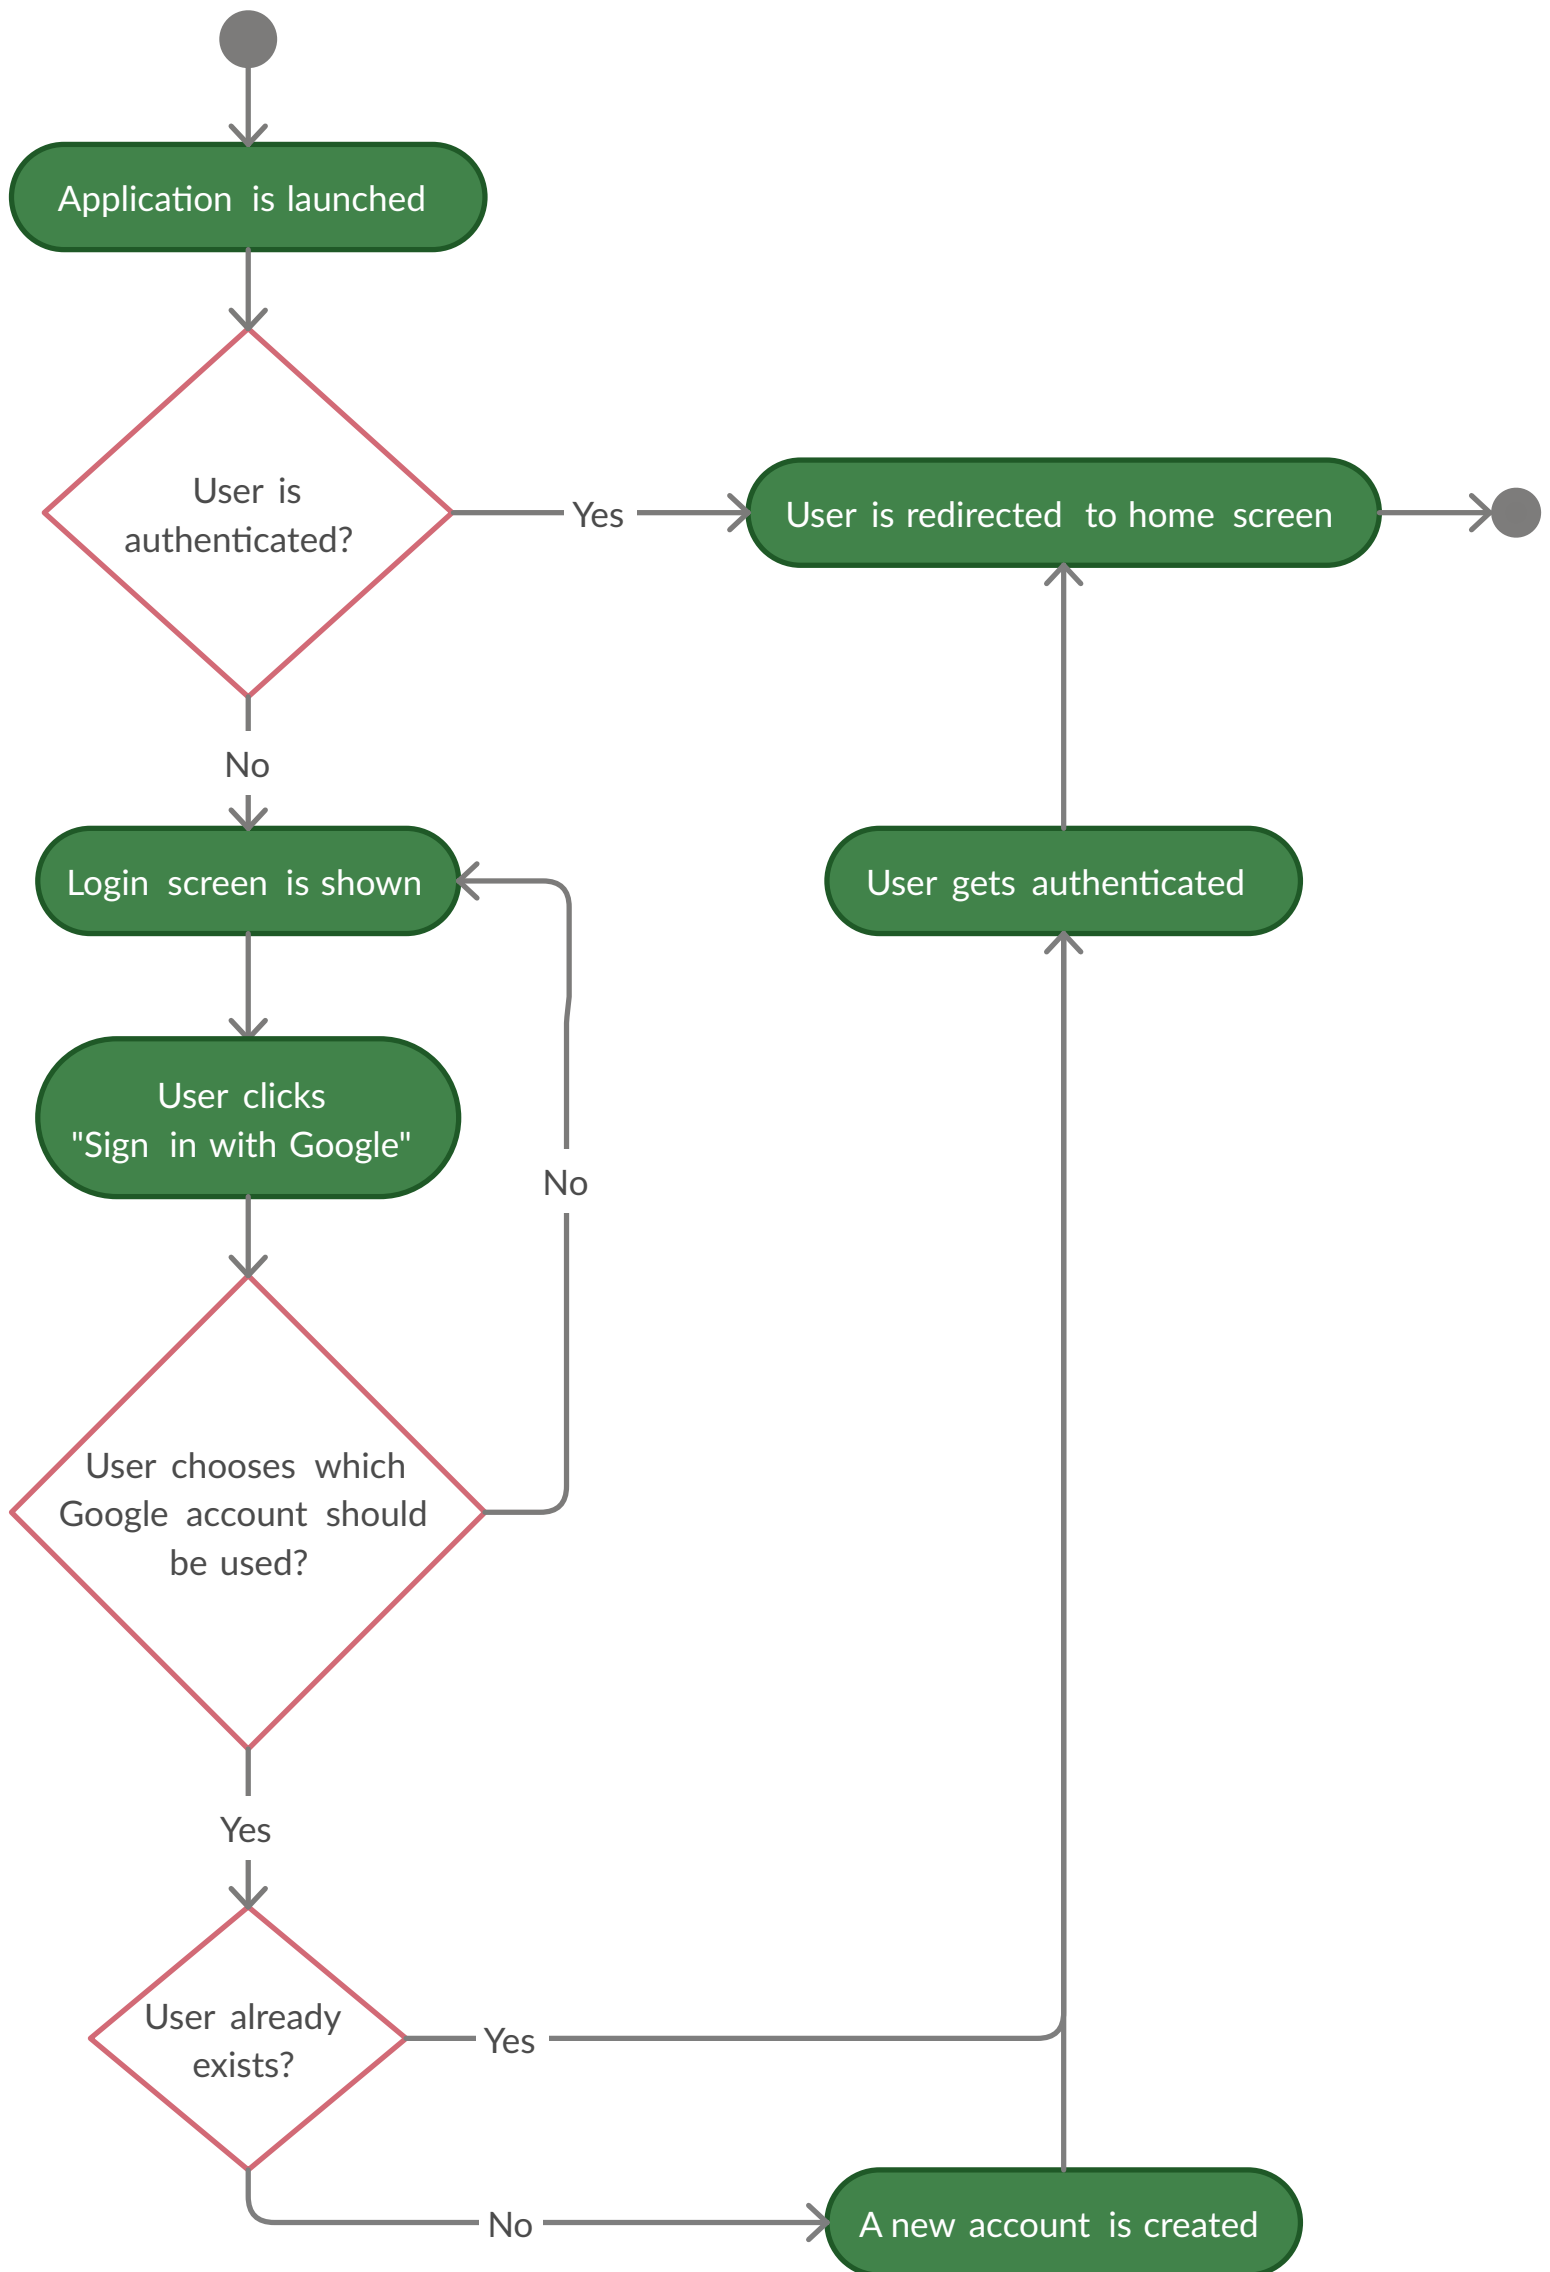 Application is launched
User is
authenticated?
Yes
User is redirected to home screen
No
Login screen is shown
User gets authenticated
User clicks
"Sign in with Google"
No
User chooses which
Google account should
be used?
Yes
User already
exists?
Yes
No
A new account is created